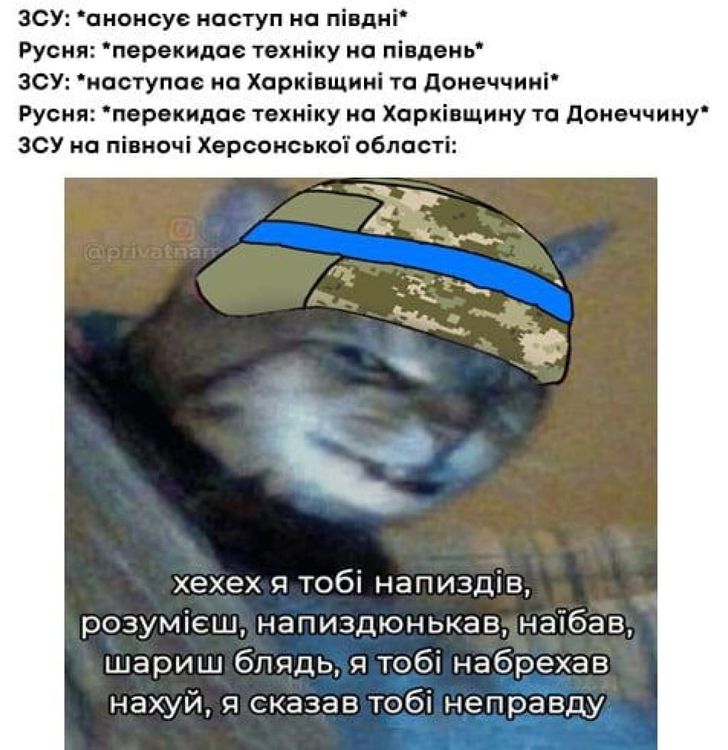 ЗСУ: *анонсує наступ на півдні*
Русня: *перекидає техніку на південь*
ЗСУ: *наступає на Харківщині та Донеччині*
Русня: *перекидає техніку на Харківщину та Донеччину*
ЗСУ на півночі Херсонської області:
@privatnam
хехех я тобі напиздів,
розумієш, напиздюнькав, наїбав,
шариш блядь, я тобі набрехав
нахуй, я сказав тобі неправду